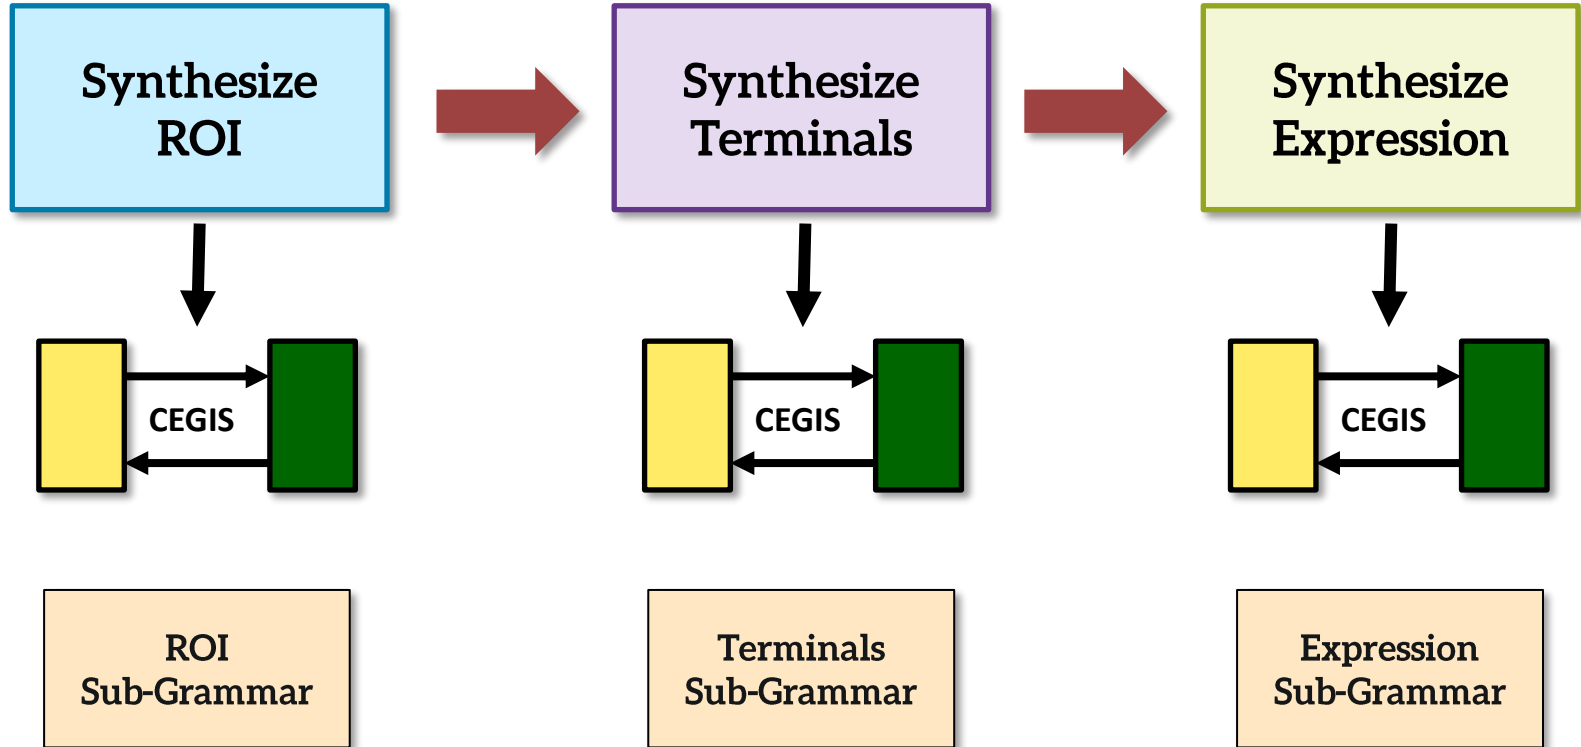 Synthesize
ROI
Synthesize
Terminals
Synthesize
Expression
CEGIS
CEGIS
CEGIS
ROI
Sub-Grammar
Terminals
Sub-Grammar
Expression
Sub-Grammar